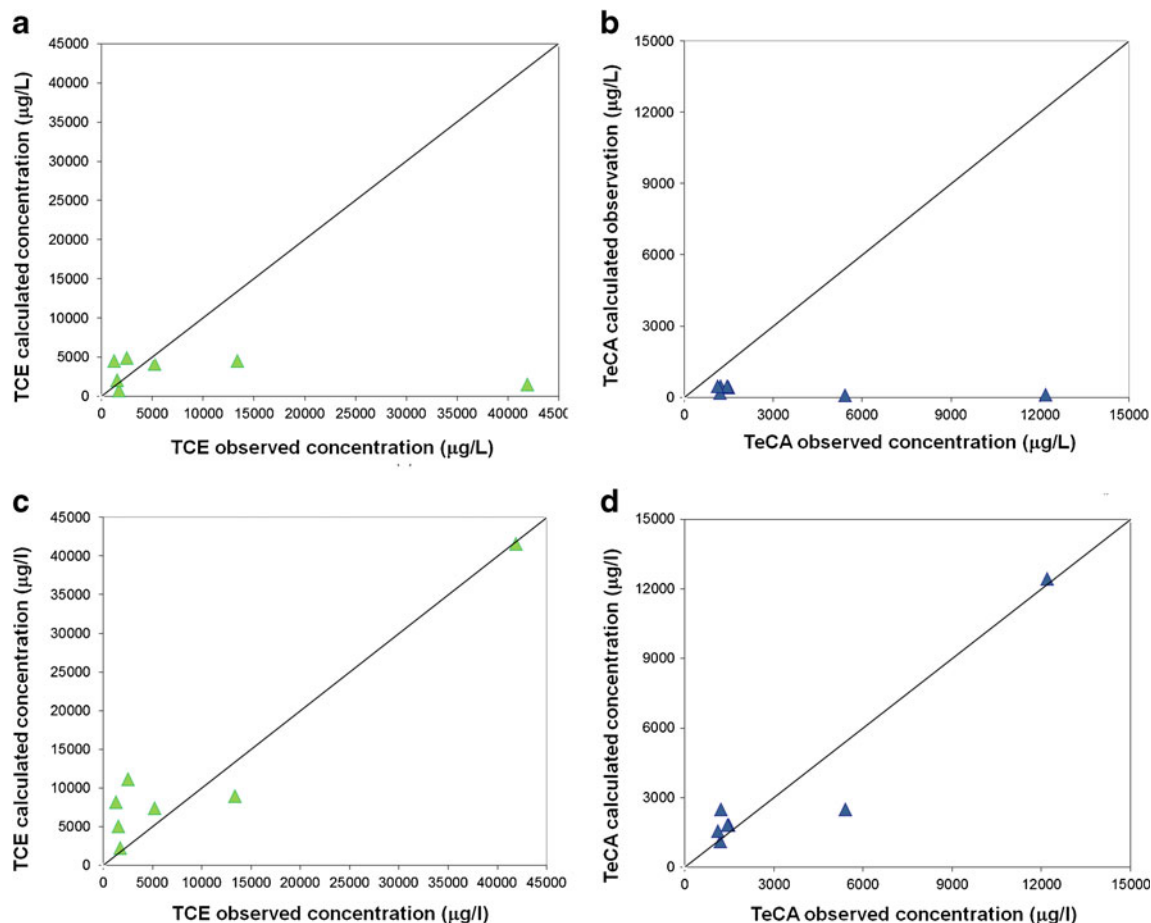 a
TCE calculated concentration (µg/L)
45000
40000
35000
30000
25000
20000
15000
10000
5000
0
0 5000 10000 15000 20000 25000 30000 35000 40000 4500
TCE observed concentration (µg/L)
b
TeCA calculated observation (µg/L)
15000
12000
9000
6000
3000
0
0 3000 6000 9000 12000 15000
TeCA observed concentration (µg/L)
c
TCE calculated concentration (µg/l)
45000
40000
35000
30000
25000
20000
15000
10000
5000
0
0 5000 10000 15000 20000 25000 30000 35000 40000 45000
TCE observed concentration (µg/l)
d
TeCA calculated concentration (µg/l)
15000
12000
9000
6000
3000
0
0 3000 6000 9000 12000 15000
TeCA observed concentration (µg/l)